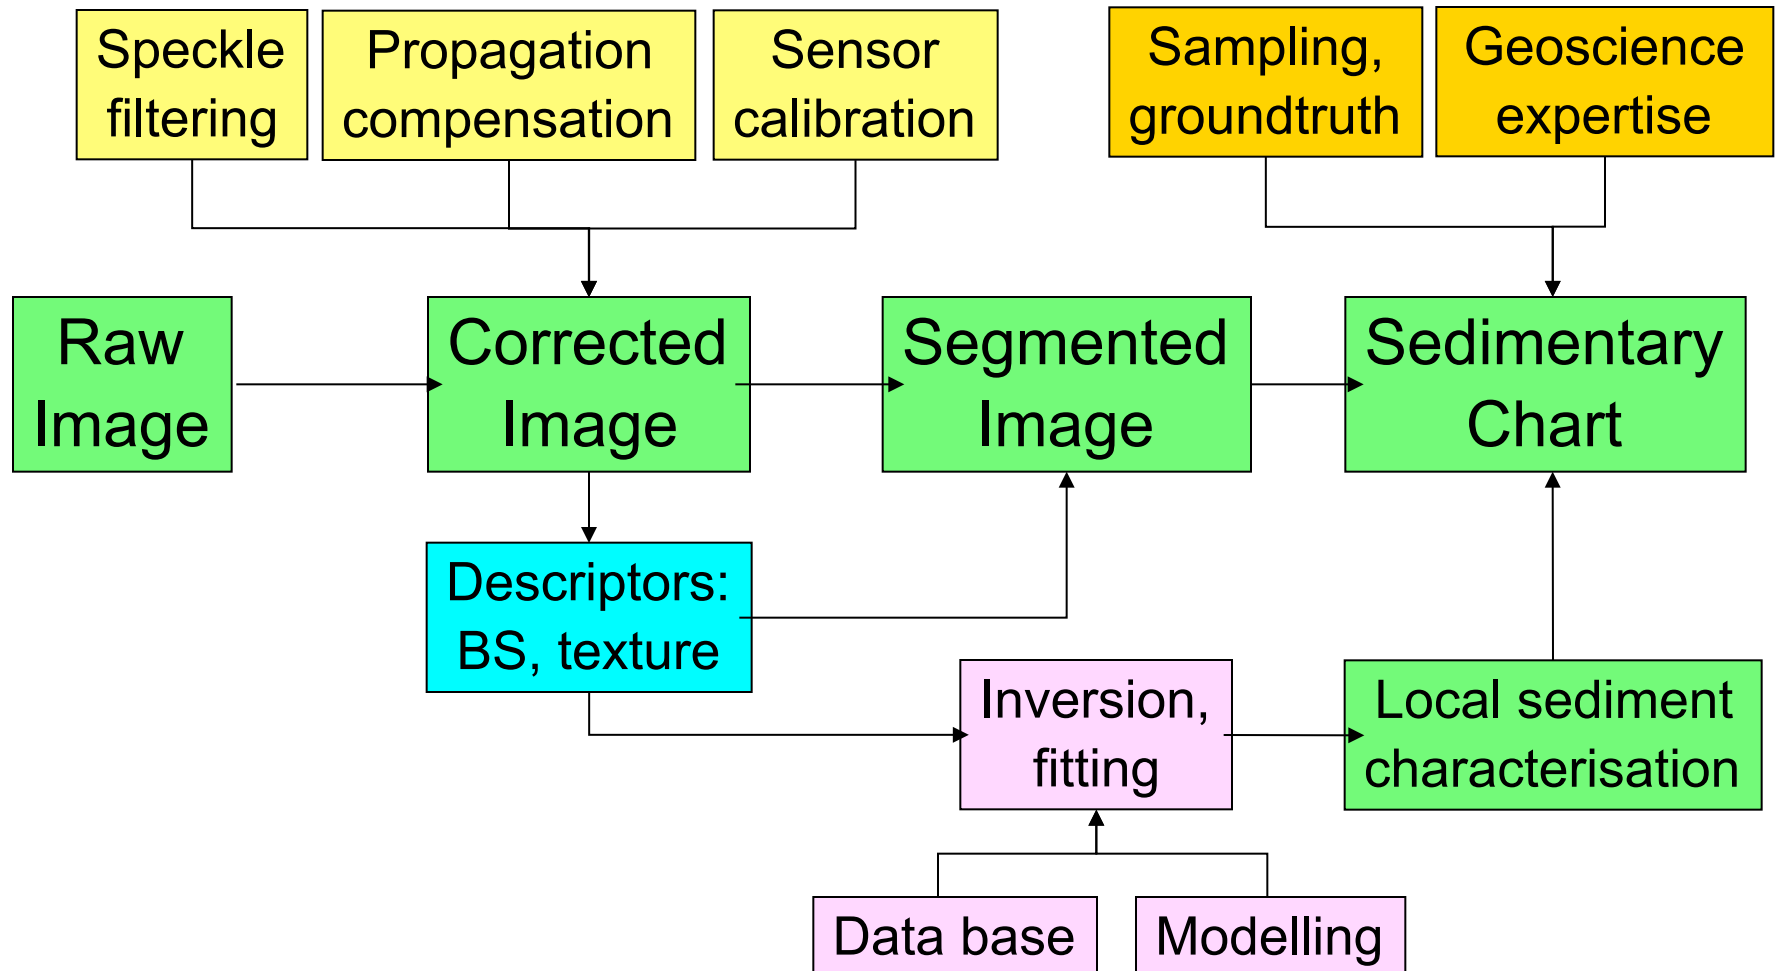 Speckle
filtering
Propagation
compensation
Sensor
calibration
Sampling,
groundtruth
Geoscience
expertise
Raw
Image
Corrected
Image
Segmented
Image
Sedimentary
Chart
Descriptors:
BS, texture
Inversion,
fitting
Local sediment
characterisation
Data base
Modelling